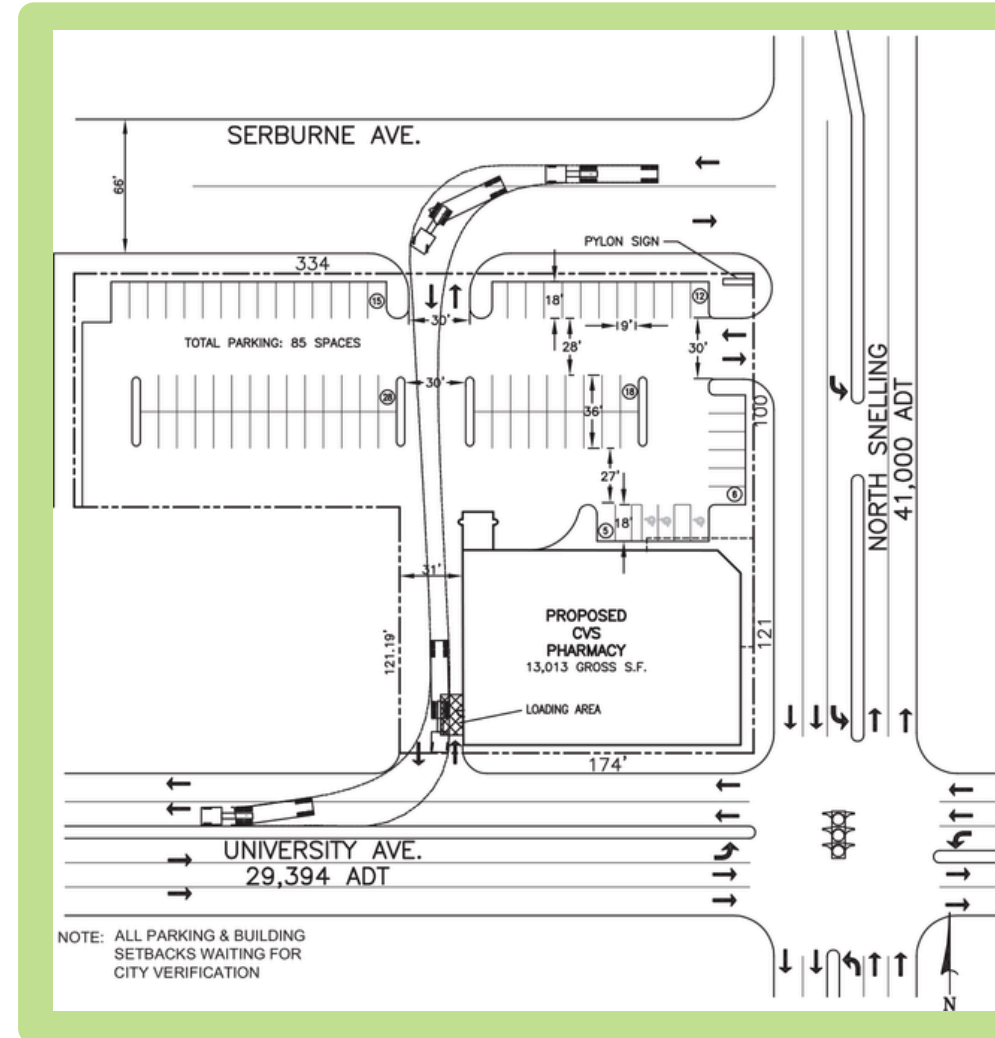 SERBURNE AVE.
66'
PYLON SIGN
334
15
18'
12
30'
9'
28'
30'
TOTAL PARKING: 85 SPACES
30'
28
18
36'
100
NORTH SNELLING
41,000 ADT
27'
6
5
18'
31'
PROPOSED
CVS
PHARMACY
13,013 GROSS S.F.
121
121.19'
LOADING AREA
174'
UNIVERSITY AVE.
29,394 ADT
NOTE: ALL PARKING & BUILDING
SETBACKS WAITING FOR
CITY VERIFICATION
N